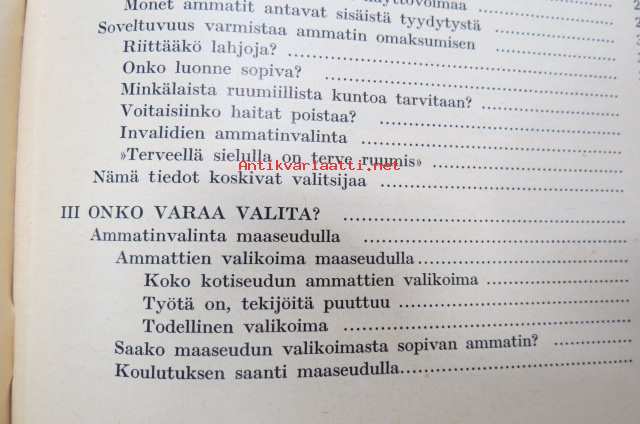 käyttövoimaa
Monet ammatit antavat sisäistä tyydytystä
Soveltuvuus varmistaa ammatin omaksumisen
Riittääkö lahjoja?
Onko luonne sopiva?
Minkälaista ruumiillista kuntoa tarvitaan?
Voitaisiinko haitat poistaa?
Invalidien ammatinvalinta
»Terveellä sielulla on terve ruumis»
Antikvariaatti.net
Nämä tiedot koskivat valitsijaa
III ONKO VARAA VALITA?
Ammatinvalinta maaseudulla
Ammattien valikoima maaseudulla
Koko kotiseudun ammattien valikoima
Työtä on, tekijöitä puuttuu
Todellinen valikoima
Saako maaseudun valikoimasta sopivan ammatin?
Koulutuksen saanti maaseudulla